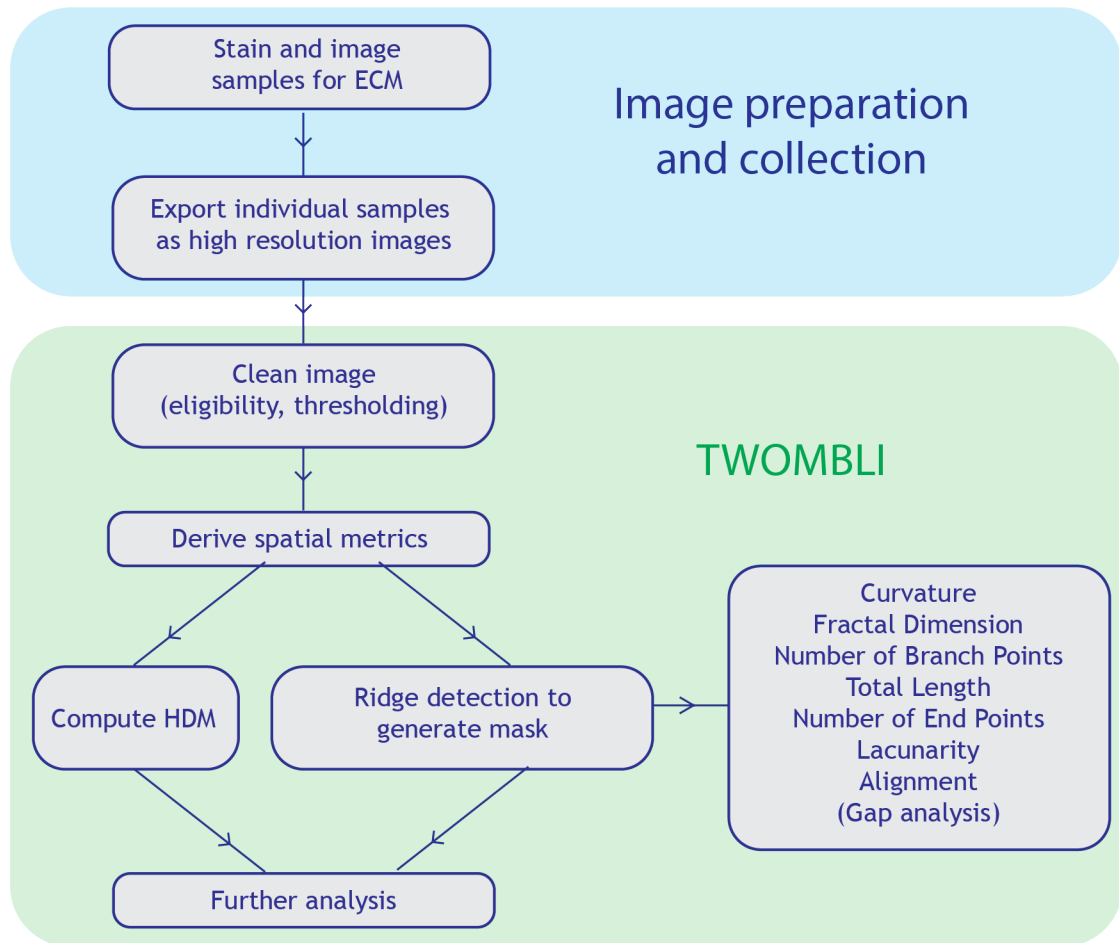 Stain and image
samples for ECM
Image preparation
and collection
Export individual samples
as high resolution images
Clean image
(eligibility, thresholding)
TWOMBLI
Derive spatial metrics
Compute HDM
Ridge detection to
generate mask
Curvature
Fractal Dimension
Number of Branch Points
Total Length
Number of End Points
Lacunarity
Alignment
(Gap analysis)
Further analysis